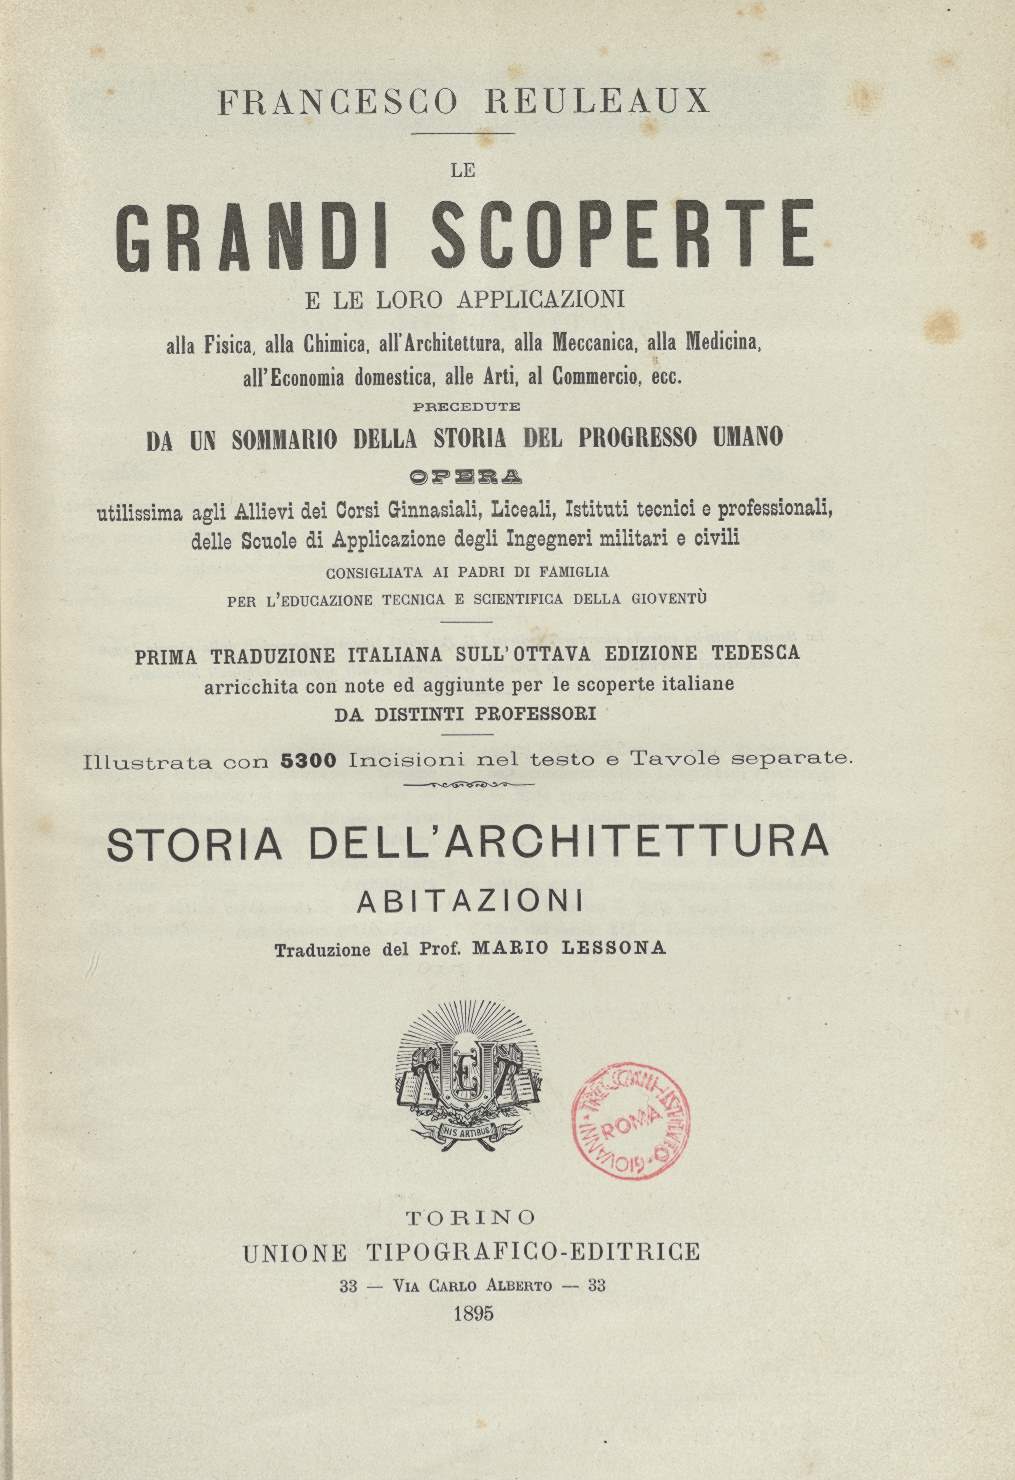 FRANCESCO REULEAUX
LE
GRANDI SCOPERTE
E LE LORO APPLICAZIONI
alla Fisica, alla Chimica, all'Architettura, alla Meccanica, alla Medicina,
all'Economia domestica, alle Arti, al Commercio, ecc.
PRECEDUTE
DA UN SOMMARIO DELLA STORIA DEL PROGRESSO UMANO
OPERA
utilissima agli Allievi dei Corsi Ginnasiali, Liceali, Istituti tecnici e professionali,
delle Scuole di Applicazione degli Ingegneri militari e civili
CONSIGLIATA AI PADRI DI FAMIGLIA
PER L'EDUCAZIONE TECNICA E SCIENTIFICA DELLA GIOVENTÙ
PRIMA TRADUZIONE ITALIANA SULL'OTTAVA EDIZIONE TEDESCA
arricchita con note ed aggiunte per le scoperte italiane
DA DISTINTI PROFESSORI
Illustrata con 5300 Incisioni nel testo e Tavole separate.
STORIA DELL'ARCHITETTURA
ABITAZIONI
Traduzione del Prof. MARIO LESSONA
HIS ARTIBUS
ROMA
GIOVANNI
TORINO
UNIONE TIPOGRAFICO-EDITRICE
33 — VIA CARLO ALBERTO — 33
1895